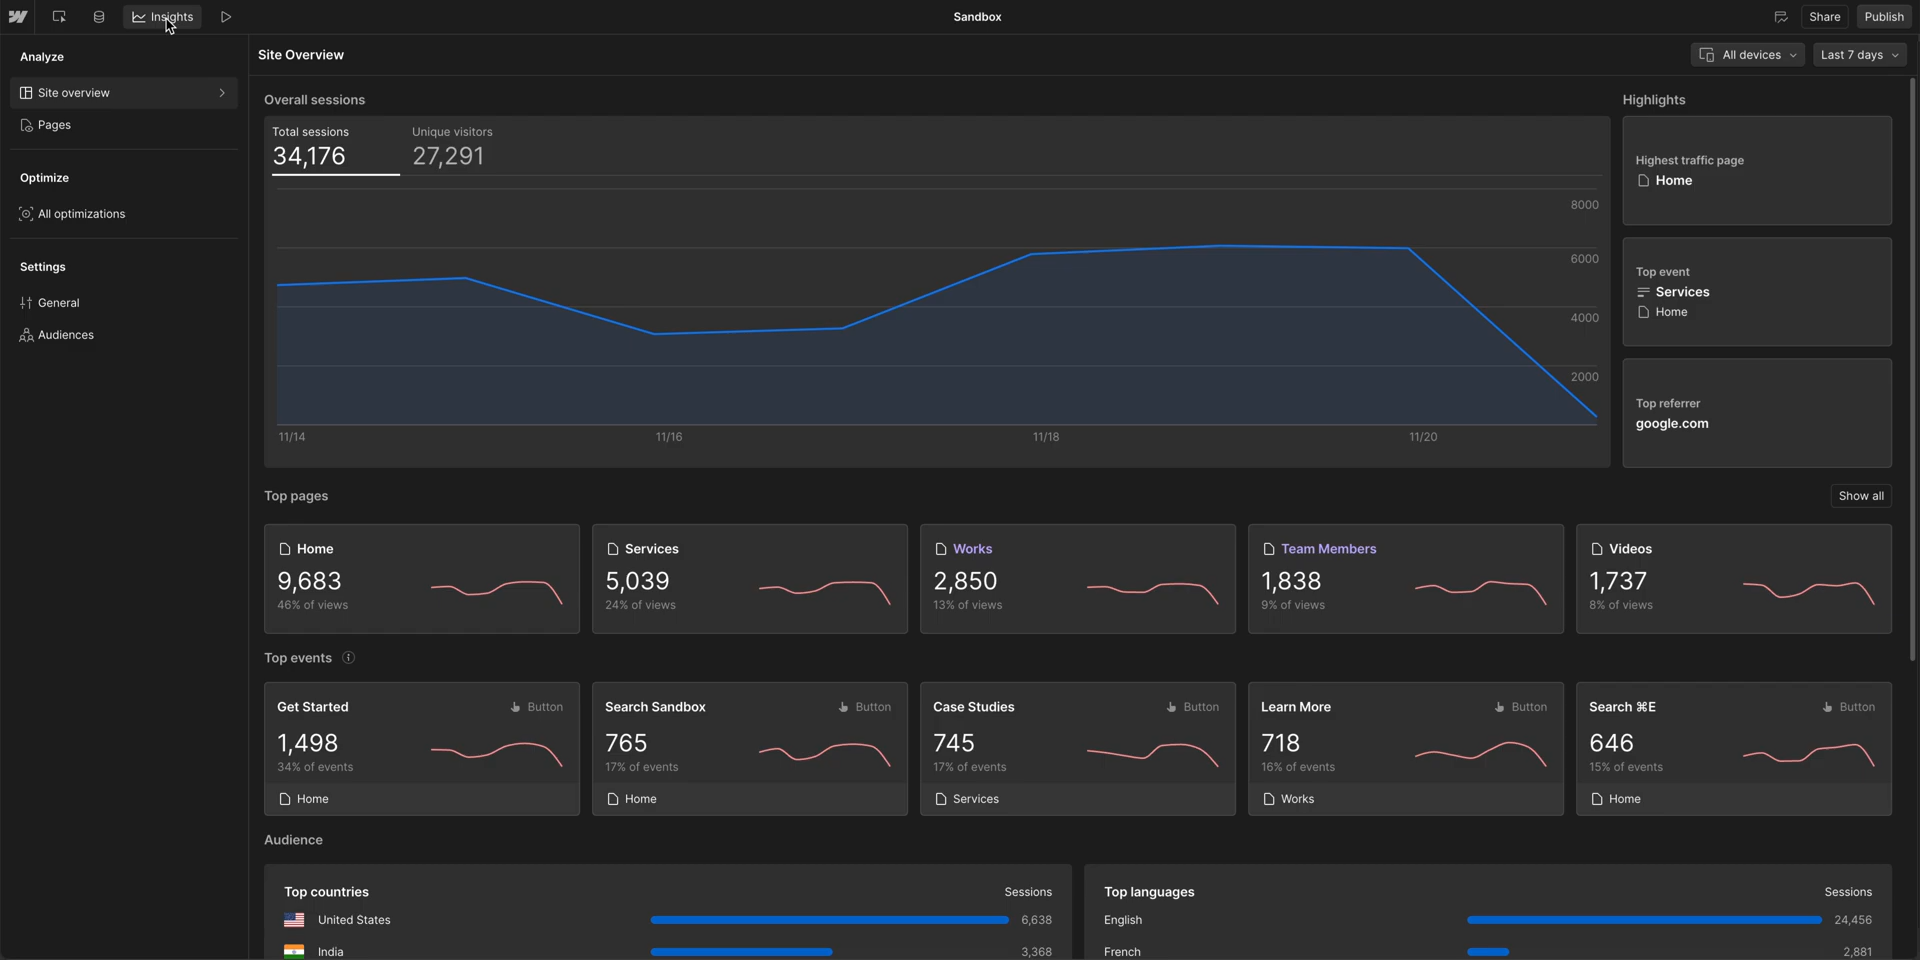 Insights
Sandbox
Share
Publish
Analyze
Site overview
Pages
Optimize
All optimizations
Settings
General
Audiences
Site Overview
All devices
Last 7 days
Overall sessions
Total sessions
34,176
Unique visitors
27,291
8000
6000
4000
2000
11/14
11/16
11/18
11/20
Highlights
Highest traffic page
Home
Top event
Services
Home
Top referrer
google.com
Top pages
Show all
Home
9,683
46% of views
Services
5,039
24% of views
Works
2,850
13% of views
Team Members
1,838
9% of views
Videos
1,737
8% of views
Top events
Get Started
Button
1,498
34% of events
Home
Search Sandbox
Button
765
17% of events
Home
Case Studies
Button
745
17% of events
Services
Learn More
Button
718
16% of events
Works
Search ⌘E
Button
646
15% of events
Home
Audience
Top countries
Sessions
United States
6,638
India
3,368
Top languages
Sessions
English
24,456
French
2,881